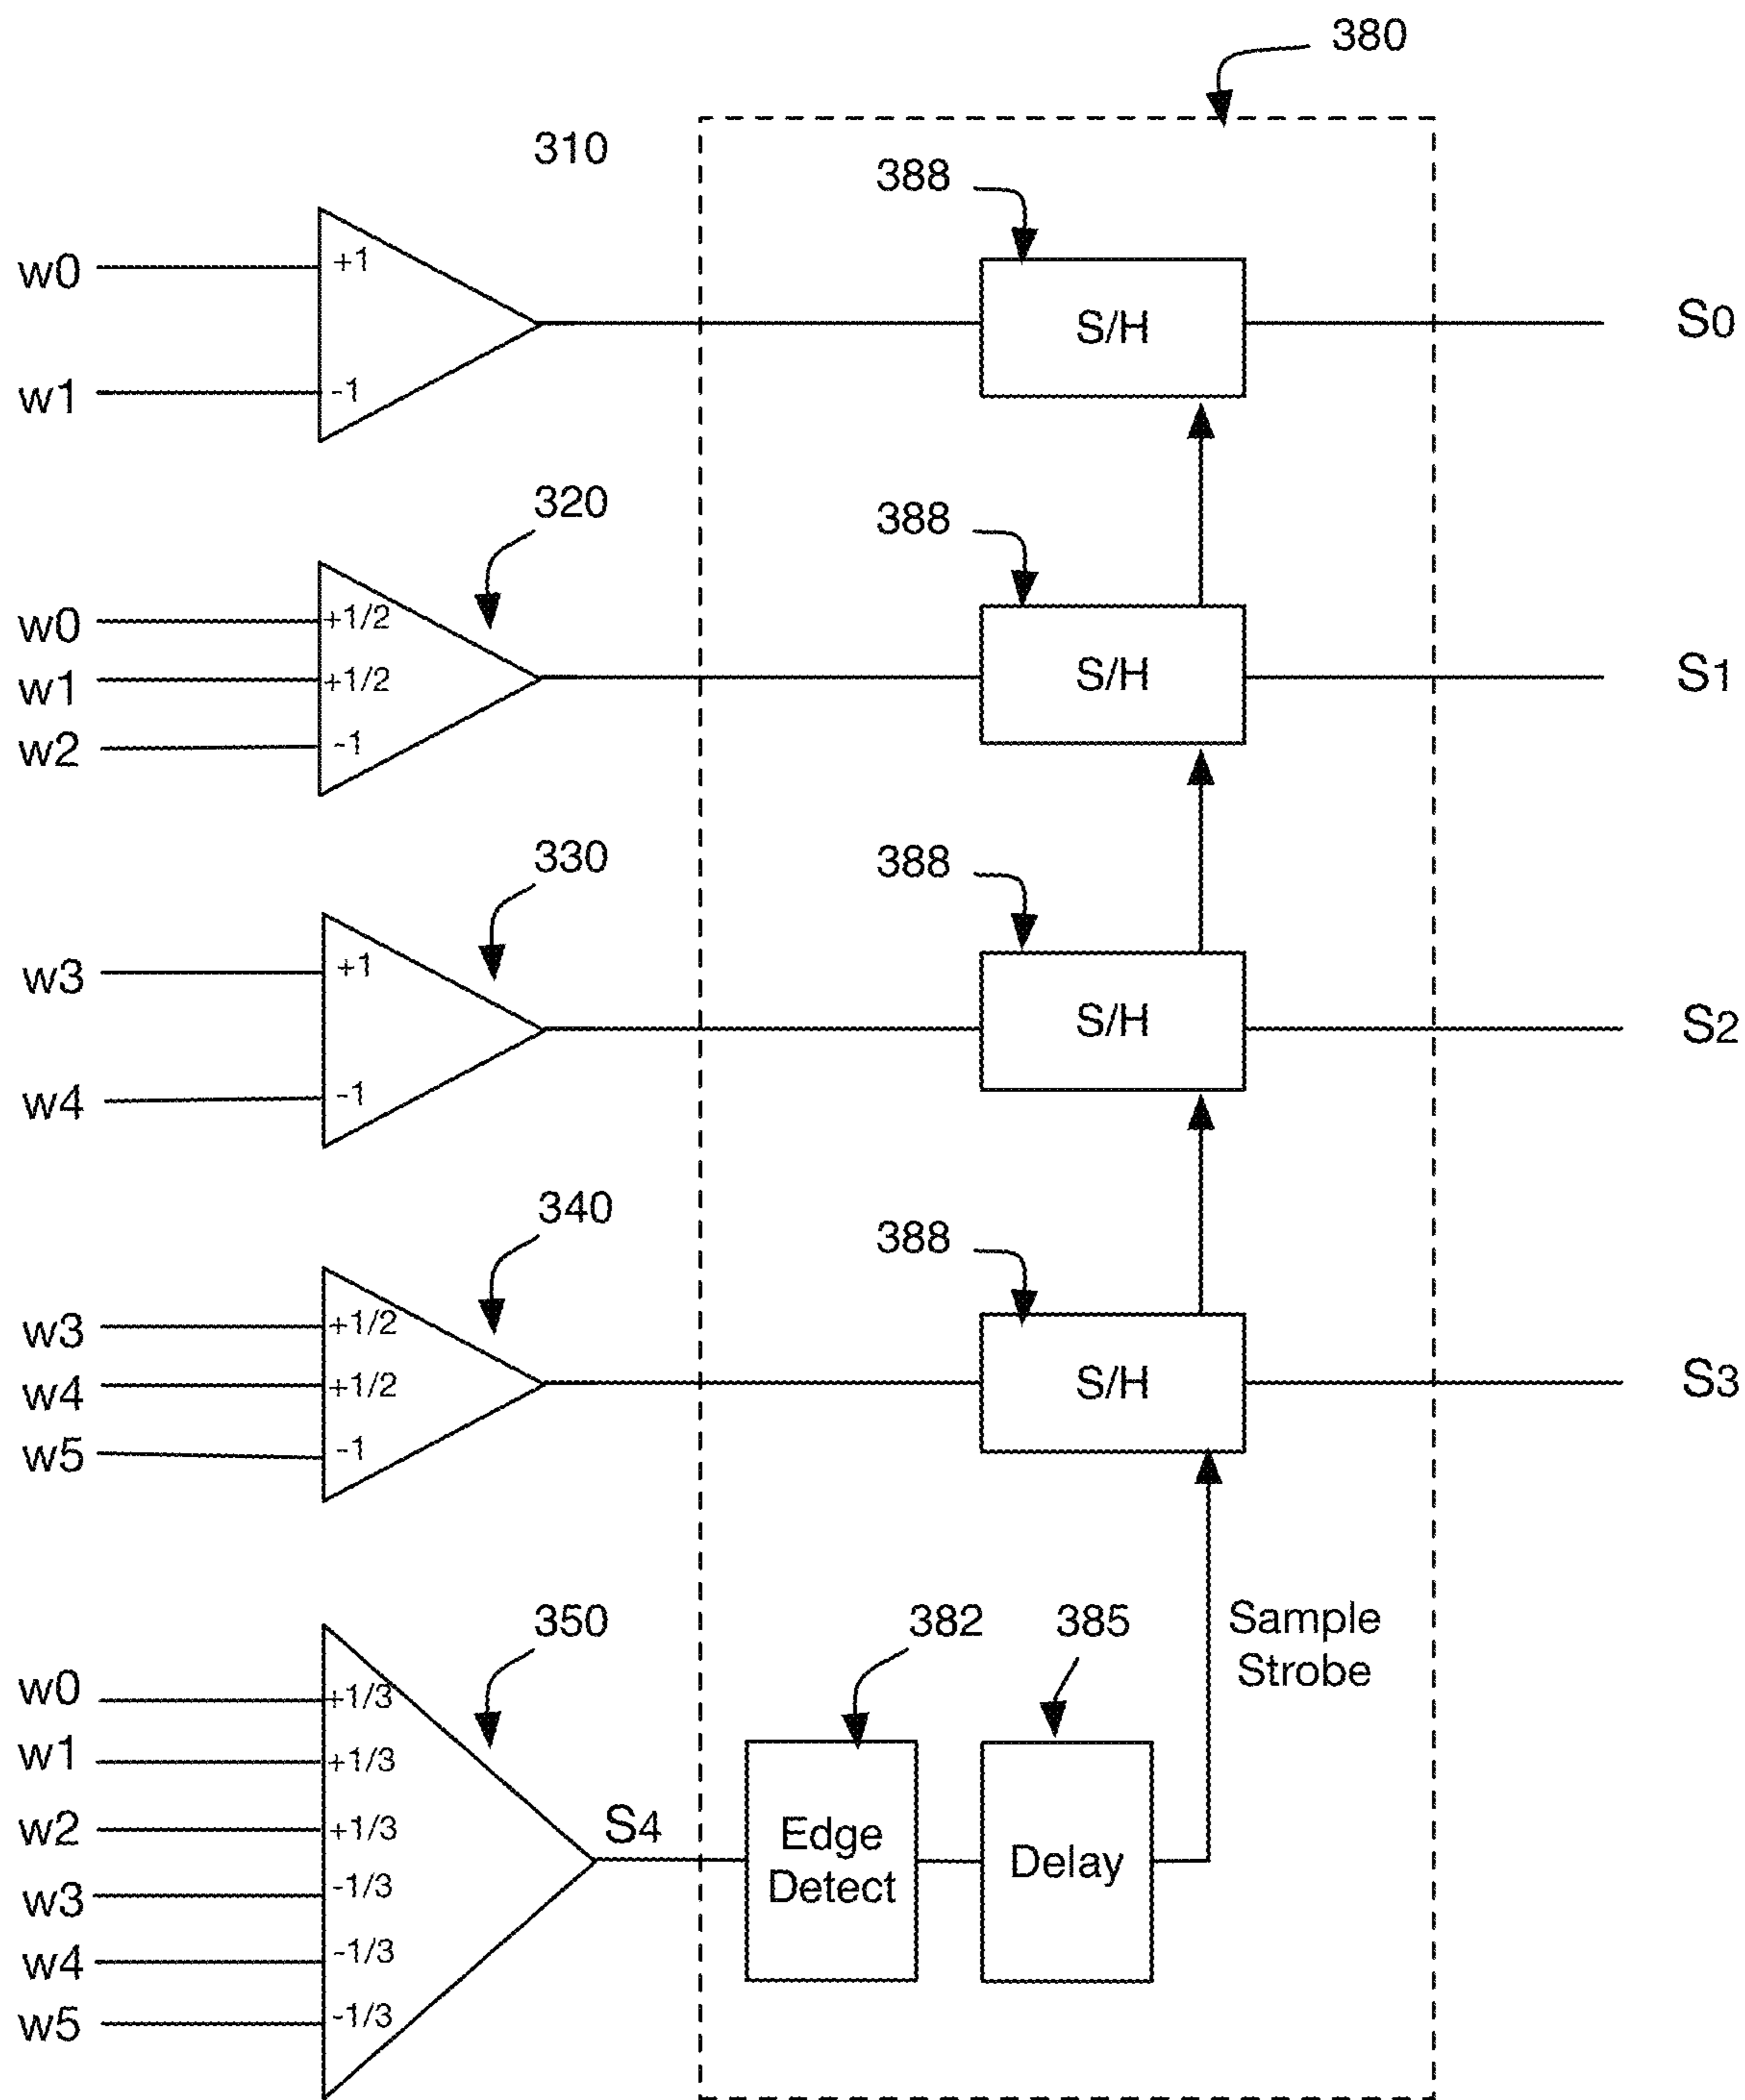 380
310
388
w0
+1
S/H
S0
w1
-1
320
388
w0
+1/2
w1
+1/2
S/H
S1
w2
-1
330
388
w3
+1
S/H
S2
w4
-1
340
388
w3
+1/2
w4
+1/2
S/H
S3
w5
-1
350
382
385
Sample
Strobe
w0
+1/3
w1
+1/3
w2
+1/3
S4
Edge
Detect
Delay
w3
-1/3
w4
-1/3
w5
-1/3